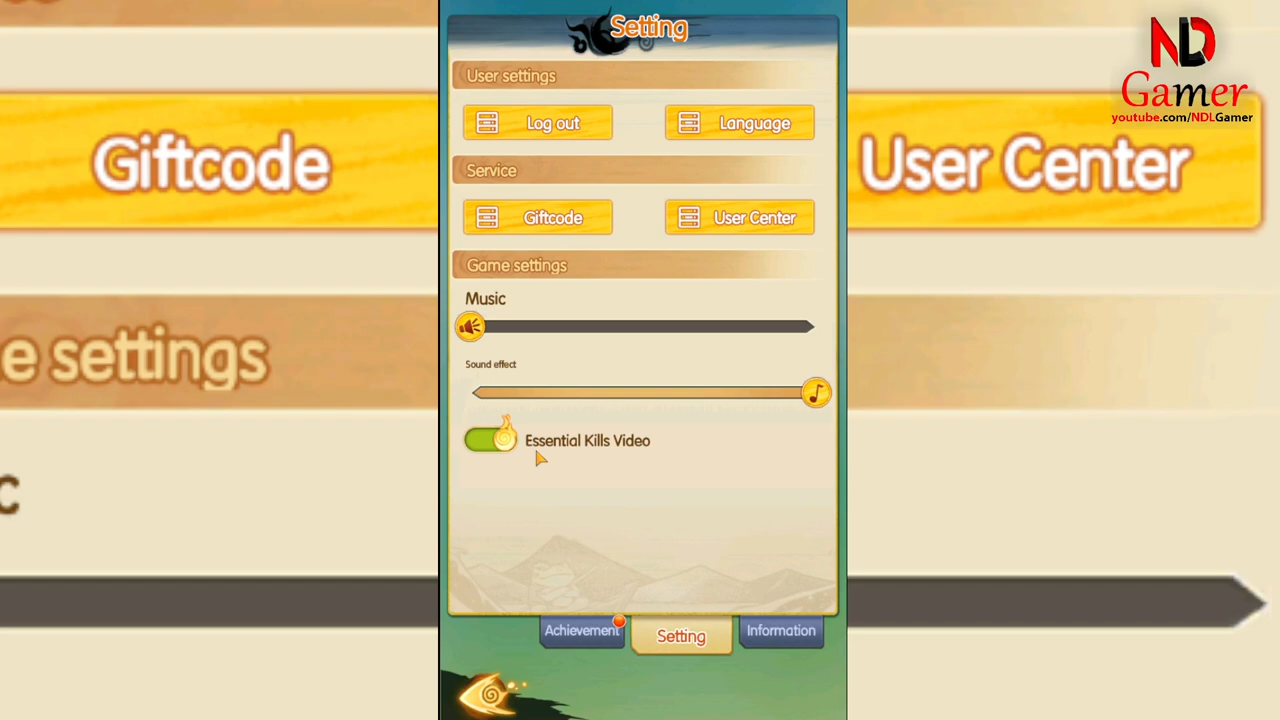 Setting
User settings
Log out
Language
Service
Giftcode
User Center
Game settings
Music
Sound effect
Essential Kills Video
Achievement
Setting
Information
Giftcode
e settings
c
User Center
ND
Gamer
youtube.com/NDLGamer